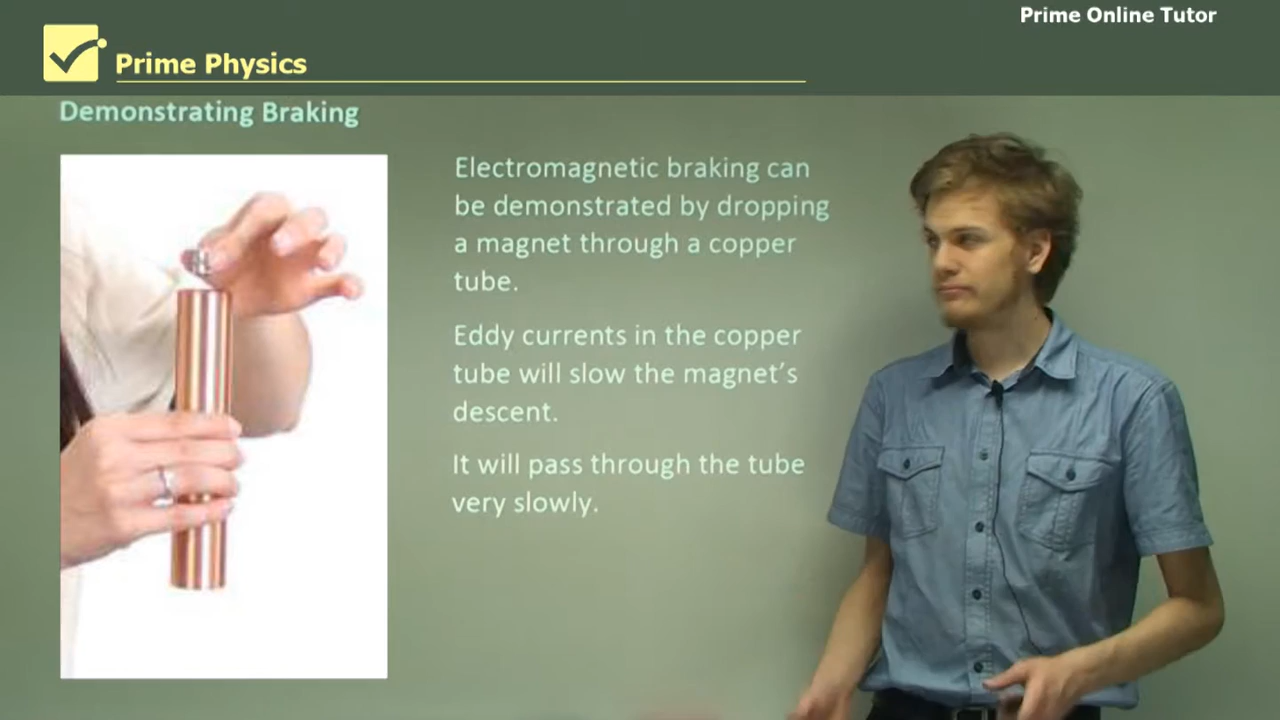 Prime Online Tutor
Prime Physics
Demonstrating Braking
Electromagnetic braking can
be demonstrated by dropping
a magnet through a copper
tube.
Eddy currents in the copper
tube will slow the magnet's
descent.
It will pass through the tube
very slowly.